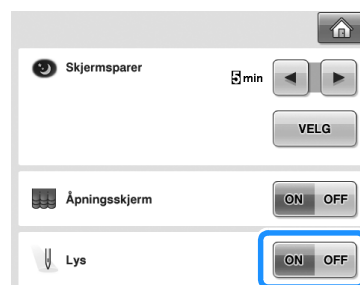 Skjermsparer
5 min
VELG
Åpningsskjerm
ON OFF
Lys
ON OFF